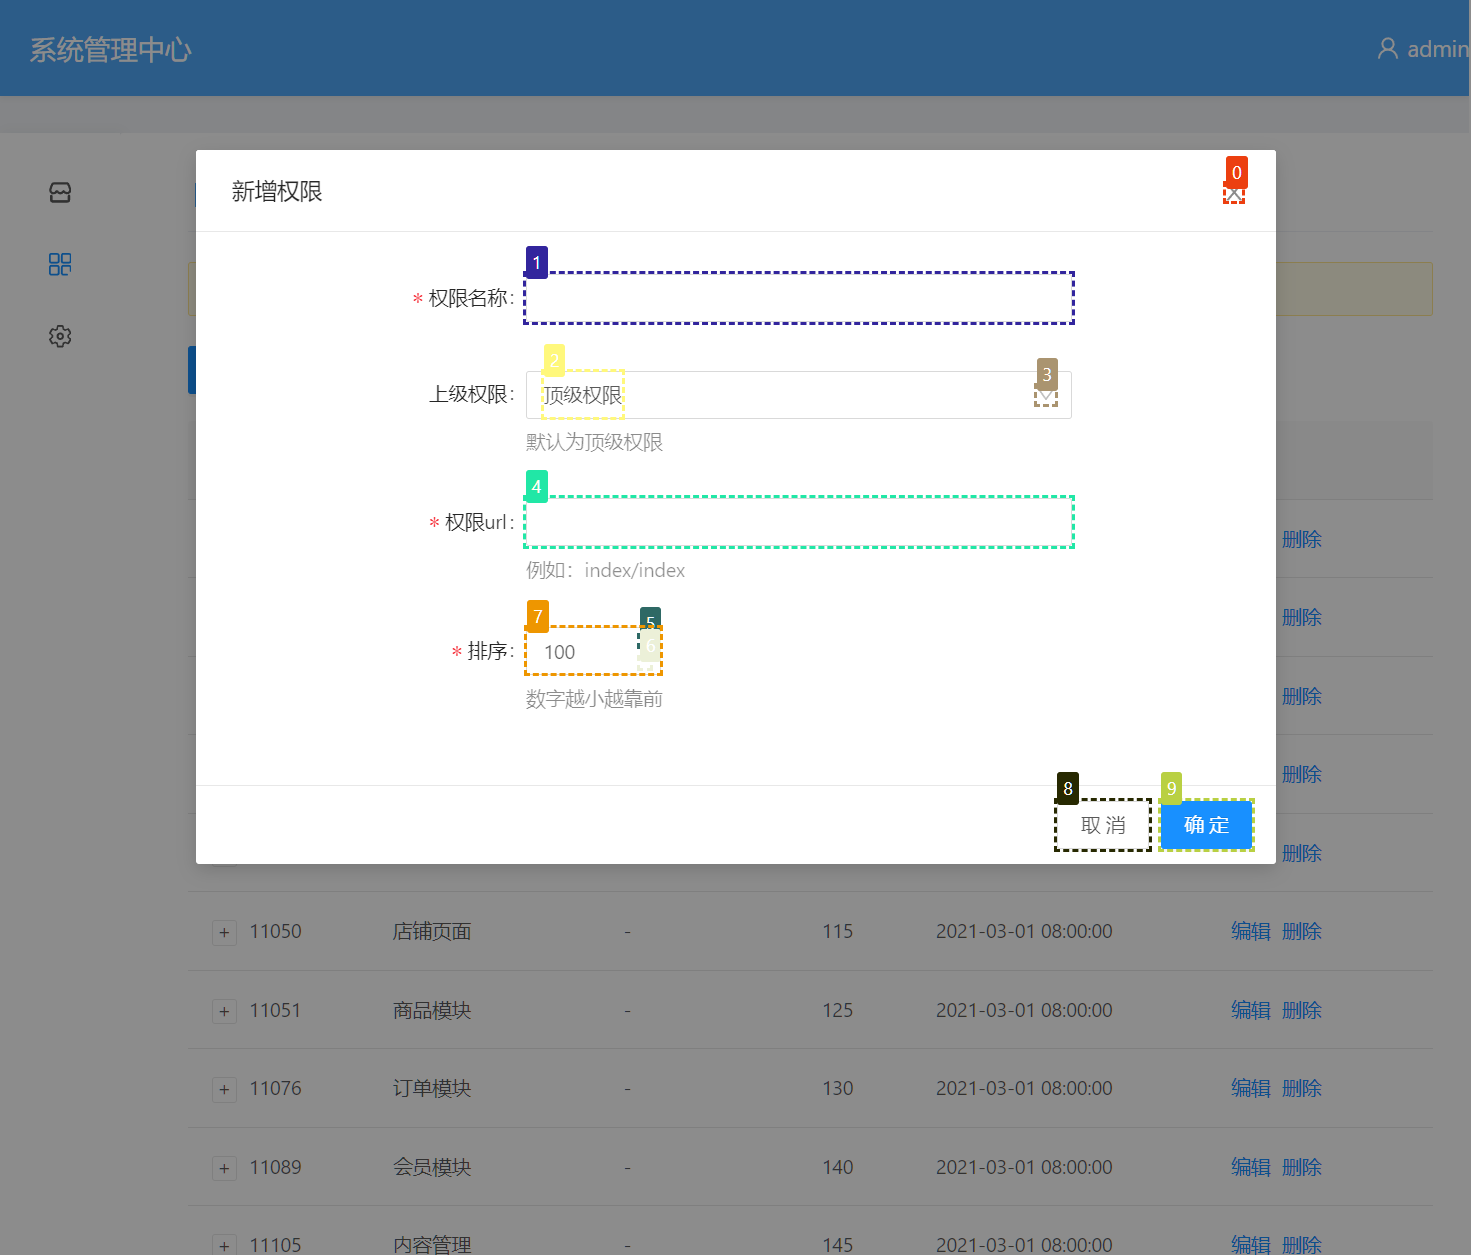 系统管理中心
admin
新增权限
0
1
* 权限名称:
2
3
上级权限:
顶级权限
默认为顶级权限
4
* 权限url:
例如：index/index
7
5
6
* 排序:
100
数字越小越靠前
8
9
取 消
确 定
删除
删除
删除
删除
删除
+ 11050 店铺页面 - 115 2021-03-01 08:00:00 编辑 删除
+ 11051 商品模块 - 125 2021-03-01 08:00:00 编辑 删除
+ 11076 订单模块 - 130 2021-03-01 08:00:00 编辑 删除
+ 11089 会员模块 - 140 2021-03-01 08:00:00 编辑 删除
+ 11105 内容管理 - 145 2021-03-01 08:00:00 编辑 删除